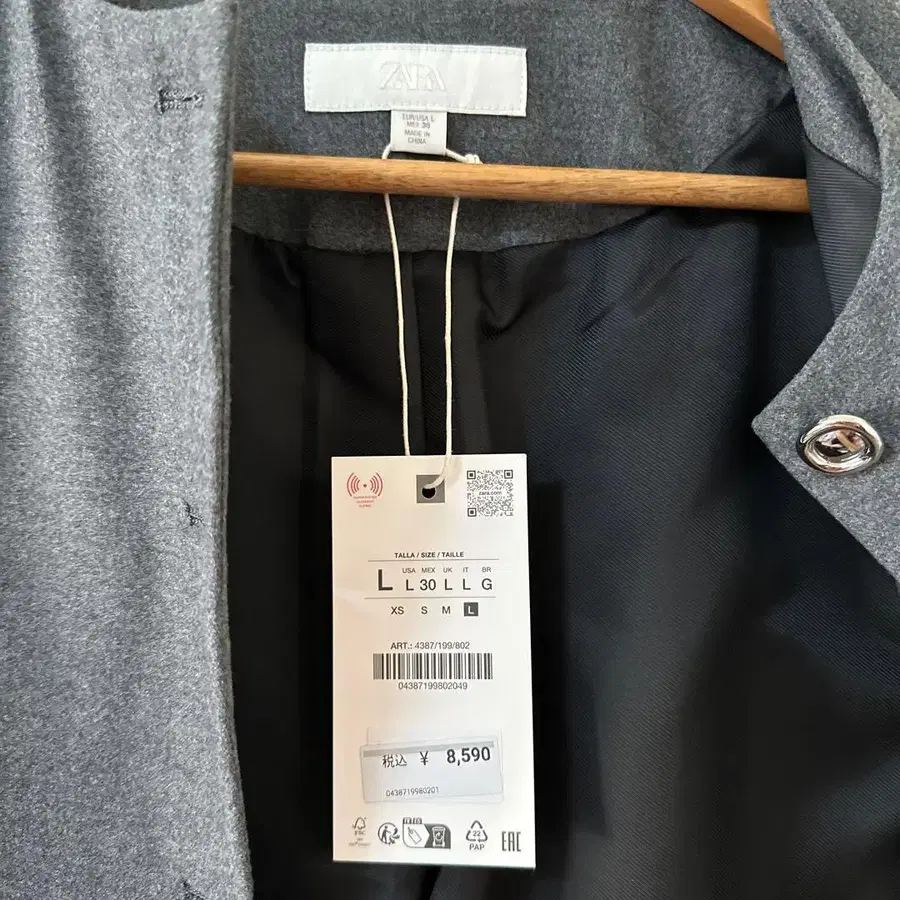 ZARA
EUR/USA L
MEX 30
MADE IN
CHINA
zara.com
TALLA / SIZE / TAILLE
USA MEX UK IT BR
L L 30 L L G
XS S M L
ART.: 4387/199/802
04387199802049
税込 ¥ 8,590
0438719980201
FSC
22
PAP
EAC